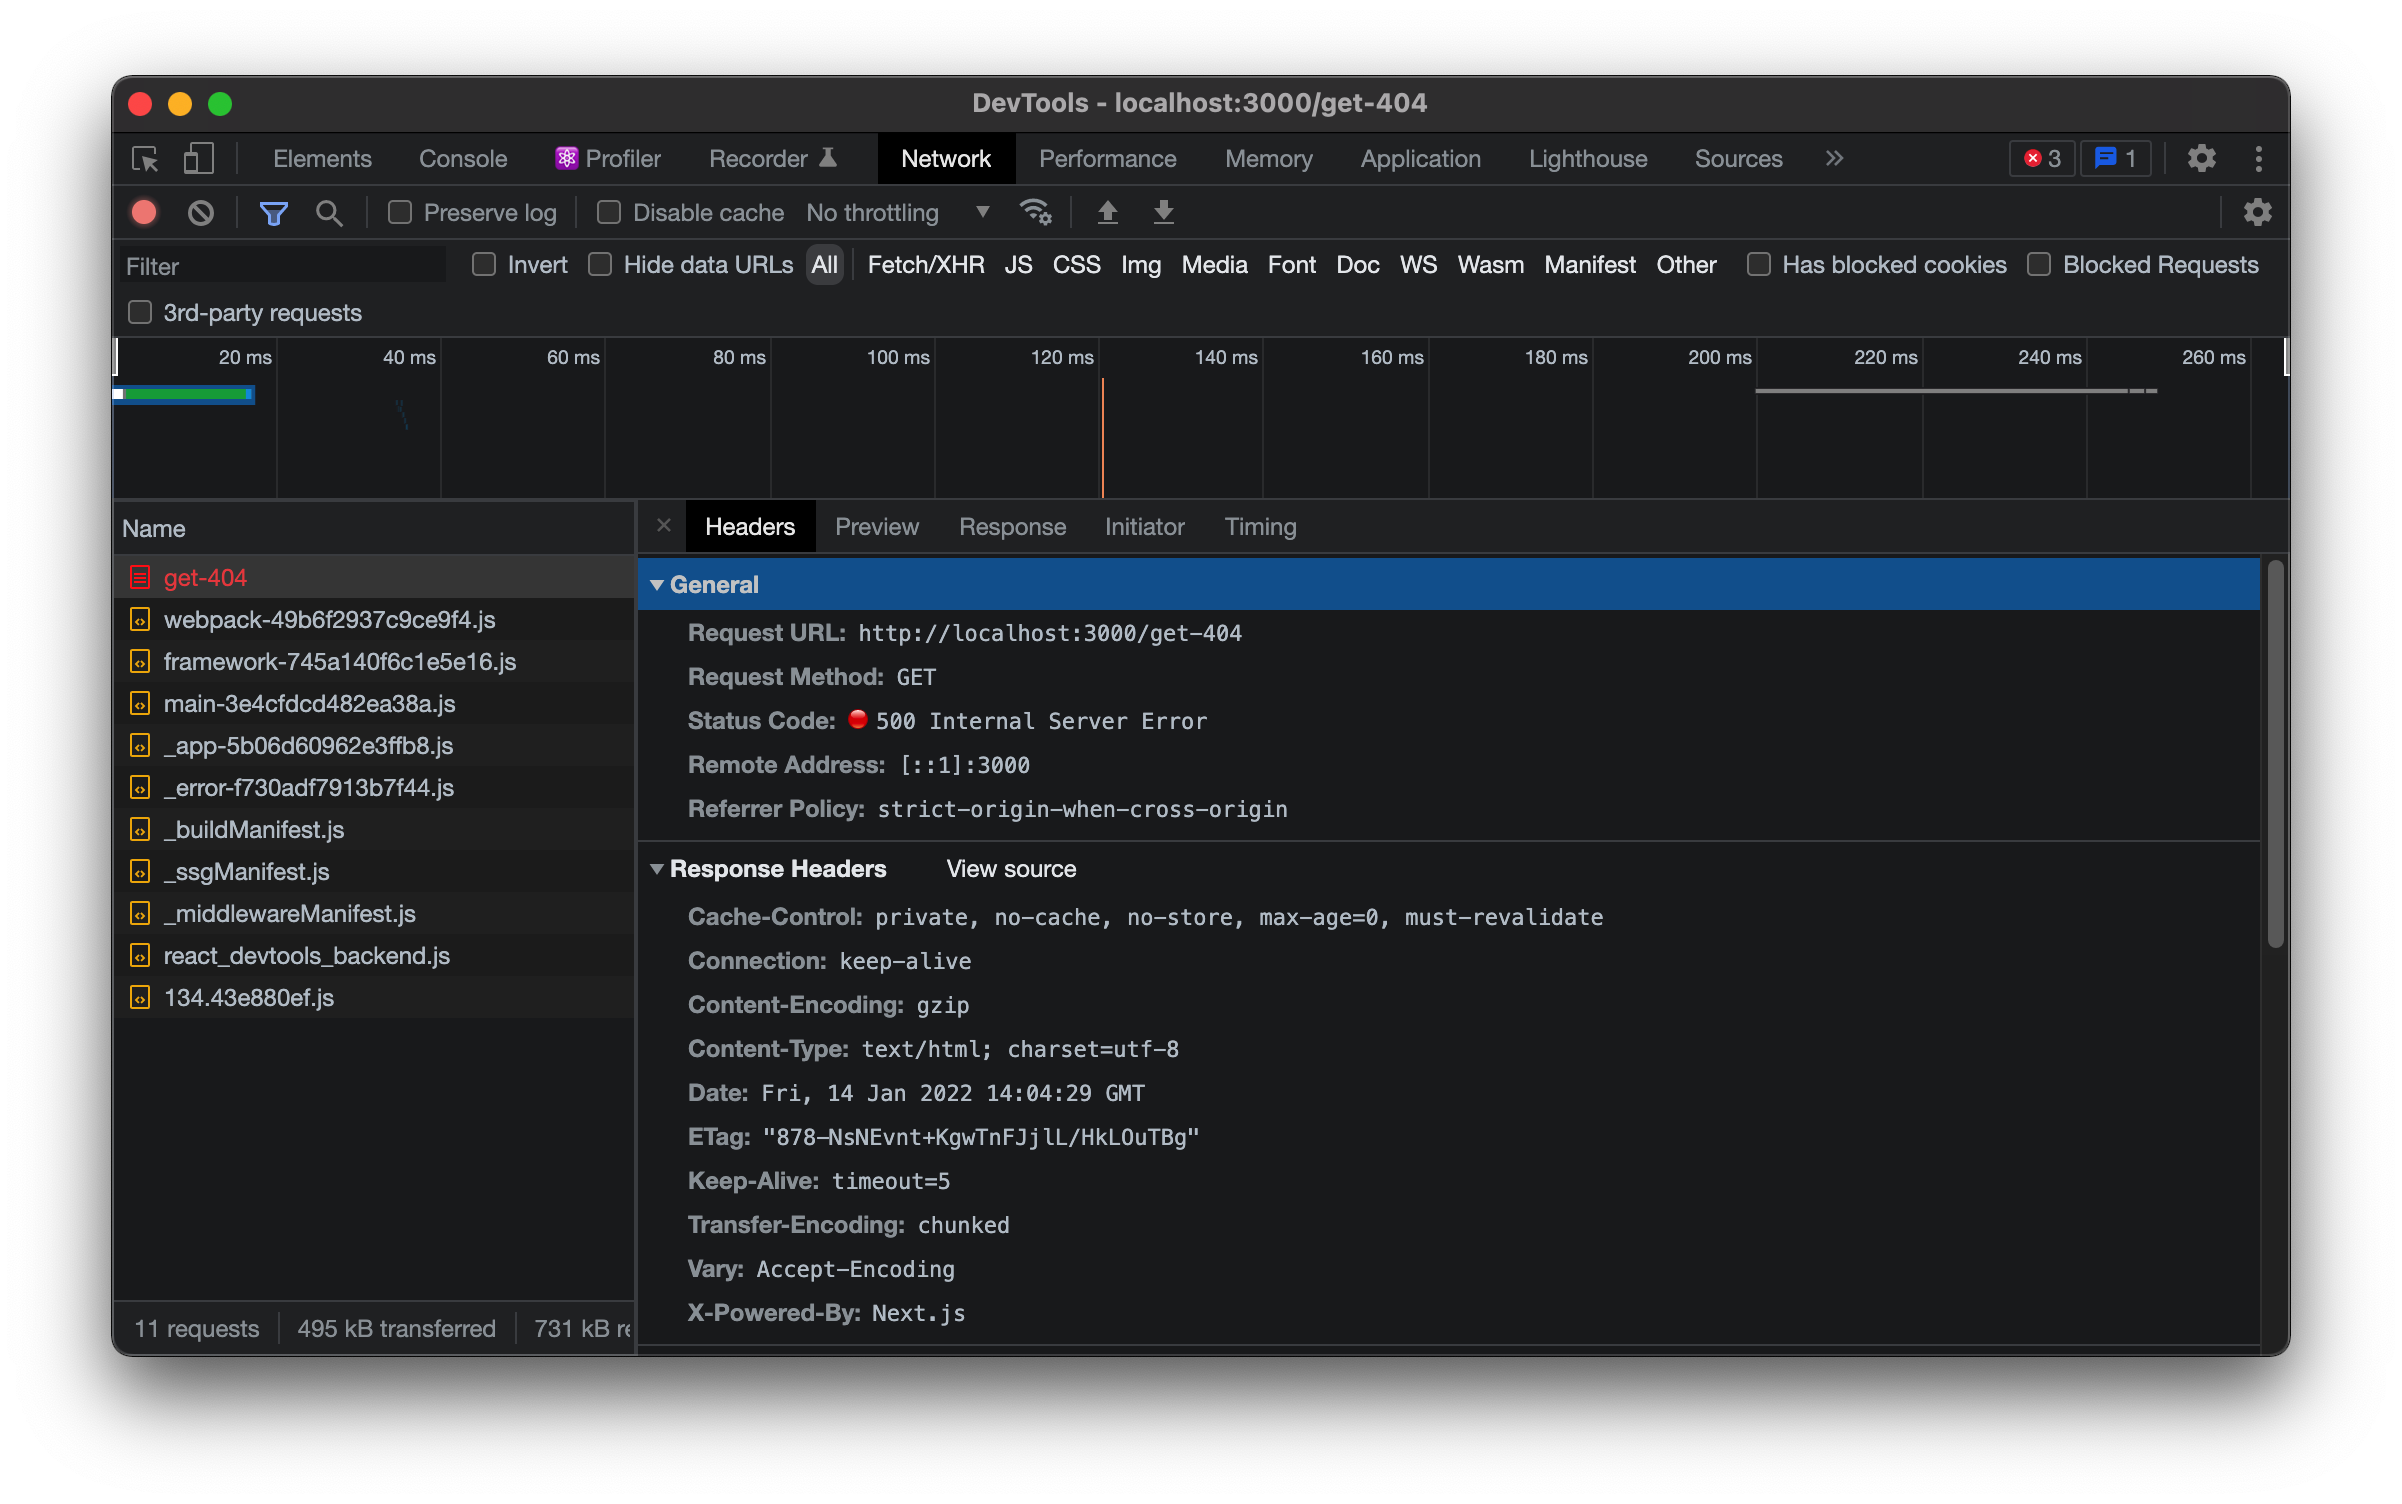 DevTools - localhost:3000/get-404
Elements Console Profiler Recorder Network Performance Memory Application Lighthouse Sources 3 1
Preserve log Disable cache No throttling
Filter Invert Hide data URLs All Fetch/XHR JS CSS Img Media Font Doc WS Wasm Manifest Other Has blocked cookies Blocked Requests
3rd-party requests
20 ms 40 ms 60 ms 80 ms 100 ms 120 ms 140 ms 160 ms 180 ms 200 ms 220 ms 240 ms 260 ms
Name
get-404
webpack-49b6f2937c9ce9f4.js
framework-745a140f6c1e5e16.js
main-3e4cfdcd482ea38a.js
_app-5b06d60962e3ffb8.js
_error-f730adf7913b7f44.js
_buildManifest.js
_ssgManifest.js
_middlewareManifest.js
react_devtools_backend.js
134.43e880ef.js
11 requests 495 kB transferred 731 kB re
Headers Preview Response Initiator Timing
General
Request URL: http://localhost:3000/get-404
Request Method: GET
Status Code: 500 Internal Server Error
Remote Address: [::1]:3000
Referrer Policy: strict-origin-when-cross-origin
Response Headers View source
Cache-Control: private, no-cache, no-store, max-age=0, must-revalidate
Connection: keep-alive
Content-Encoding: gzip
Content-Type: text/html; charset=utf-8
Date: Fri, 14 Jan 2022 14:04:29 GMT
ETag: "878-NsNEvnt+KgwTnFJjlL/HkLOuTBg"
Keep-Alive: timeout=5
Transfer-Encoding: chunked
Vary: Accept-Encoding
X-Powered-By: Next.js